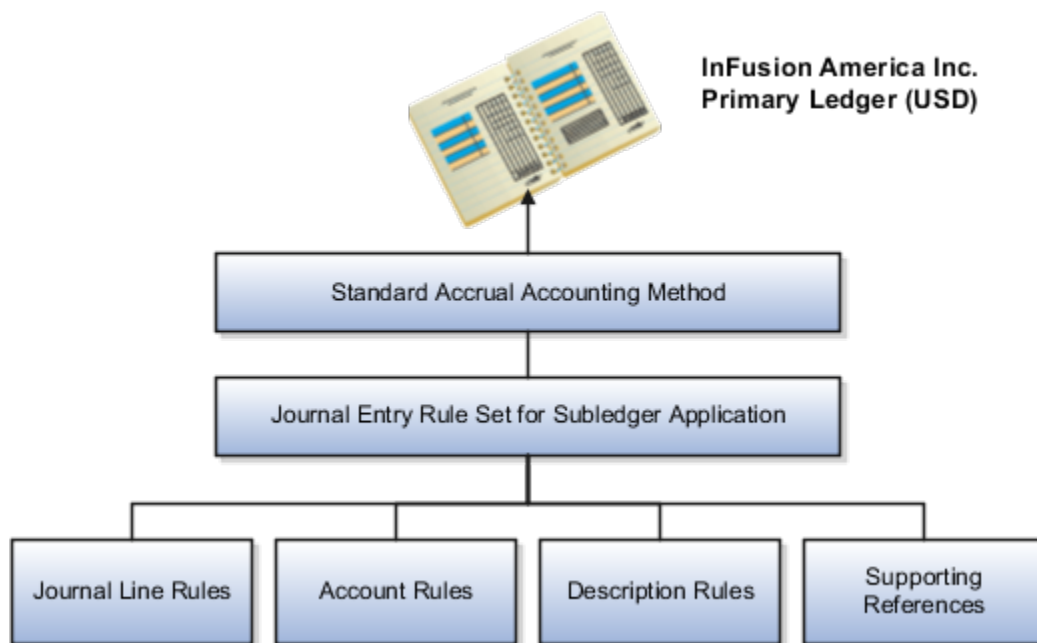 InFusion America Inc.
Primary Ledger (USD)
Standard Accrual Accounting Method
Journal Entry Rule Set for Subledger Application
Journal Line Rules
Account Rules
Description Rules
Supporting
References